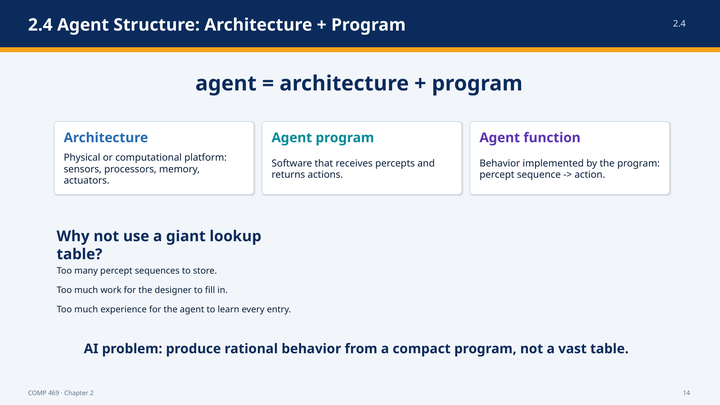 2.4 Agent Structure: Architecture + Program
2.4
agent = architecture + program
Architecture
Physical or computational platform:
sensors, processors, memory,
actuators.
Agent program
Software that receives percepts and
returns actions.
Agent function
Behavior implemented by the program:
percept sequence -> action.
Why not use a giant lookup
table?
Too many percept sequences to store.
Too much work for the designer to fill in.
Too much experience for the agent to learn every entry.
AI problem: produce rational behavior from a compact program, not a vast table.
COMP 469 · Chapter 2
14